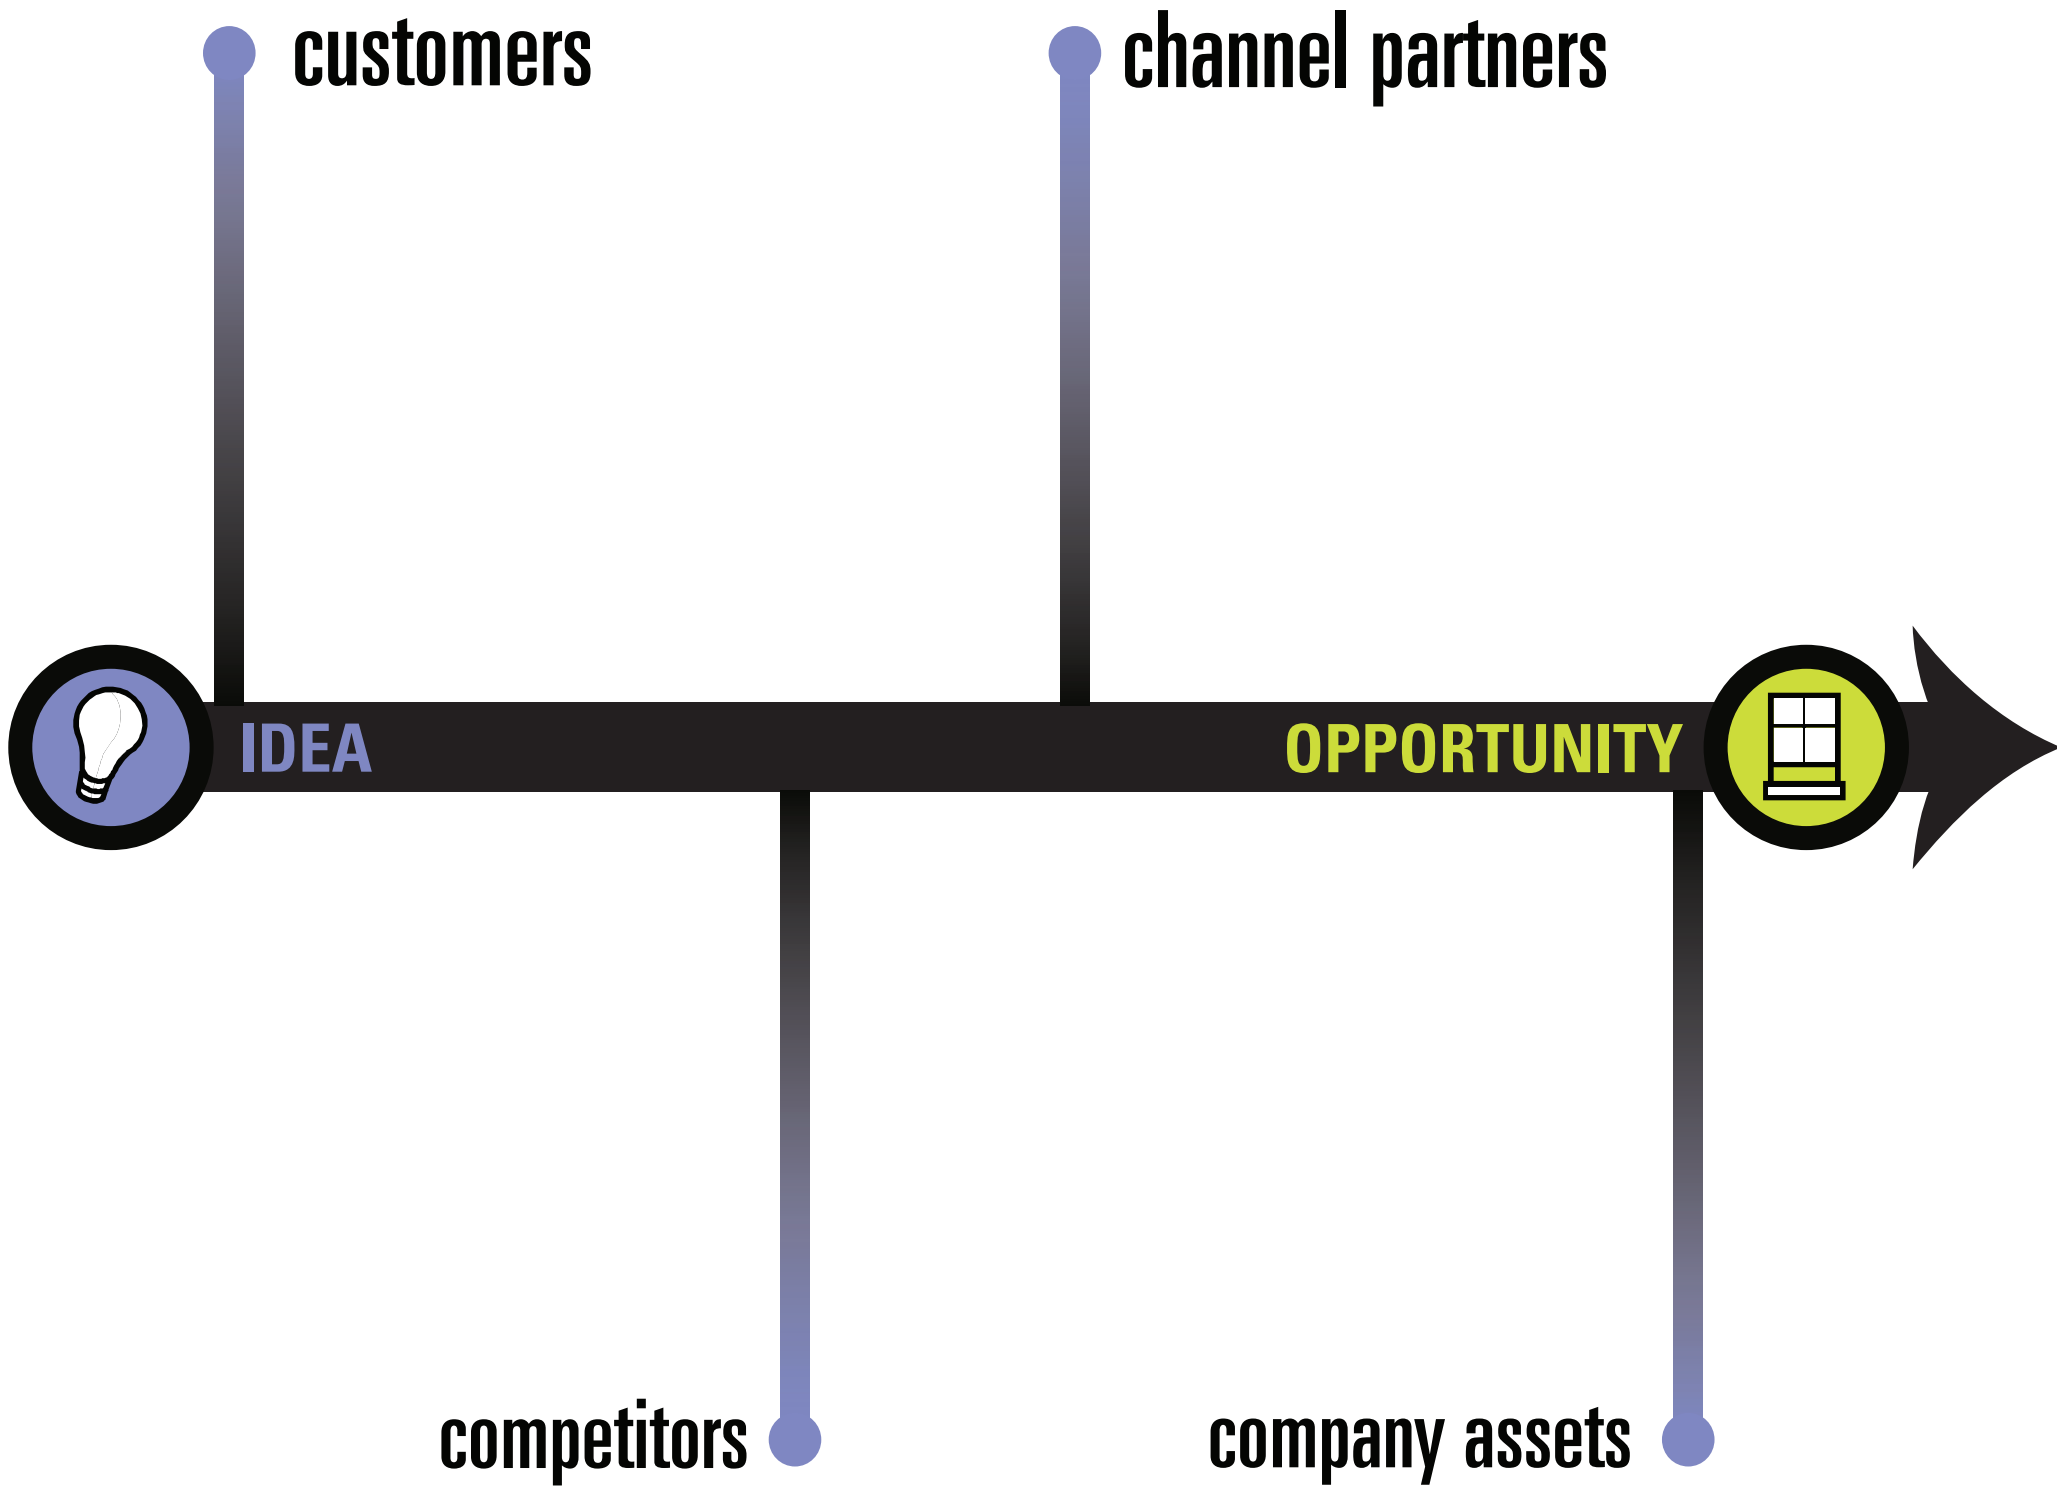 customers
channel partners
IDEA
OPPORTUNITY
competitors
company assets